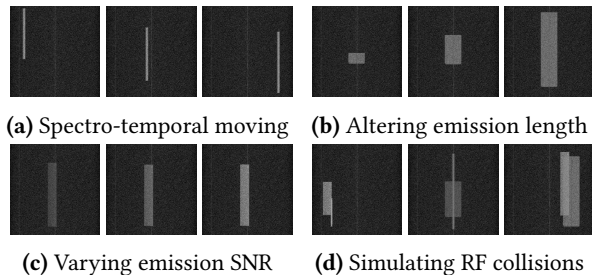 (a) Spectro-temporal moving
(b) Altering emission length
(c) Varying emission SNR
(d) Simulating RF collisions